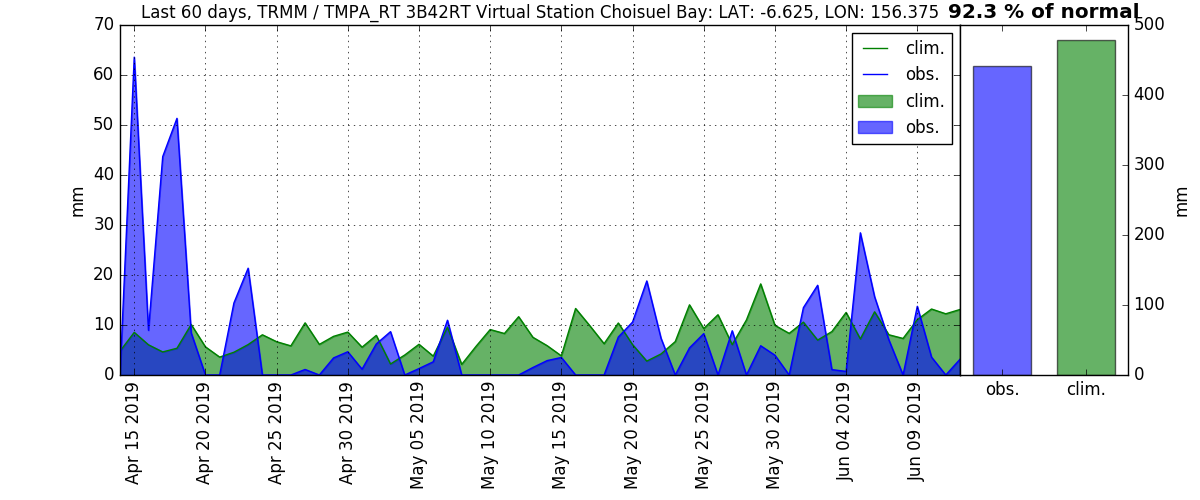 Last 60 days, TRMM / TMPA_RT 3B42RT Virtual Station Choisuel Bay: LAT: -6.625, LON: 156.375
92.3 % of normal
70
60
50
40
30
20
10
0
mm
clim.
obs.
clim.
obs.
Apr 15 2019
Apr 20 2019
Apr 25 2019
Apr 30 2019
May 05 2019
May 10 2019
May 15 2019
May 20 2019
May 25 2019
May 30 2019
Jun 04 2019
Jun 09 2019
500
400
300
200
100
0
mm
obs.
clim.